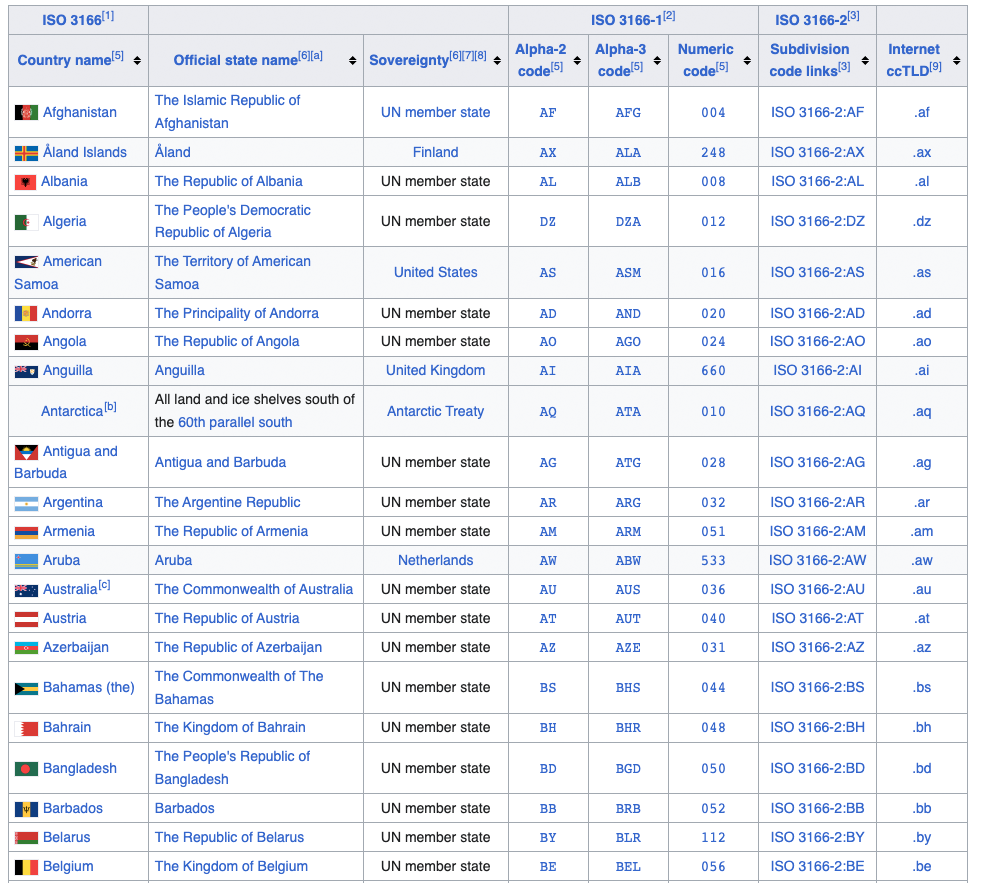 ISO 3166[1] ISO 3166-1[2] ISO 3166-2[3]
Country name[5] Official state name[6][a] Sovereignty[6][7][8] Alpha-2 code[5] Alpha-3 code[5] Numeric code[5] Subdivision code links[3] Internet ccTLD[9]
Afghanistan The Islamic Republic of Afghanistan UN member state AF AFG 004 ISO 3166-2:AF .af
Åland Islands Åland Finland AX ALA 248 ISO 3166-2:AX .ax
Albania The Republic of Albania UN member state AL ALB 008 ISO 3166-2:AL .al
Algeria The People's Democratic Republic of Algeria UN member state DZ DZA 012 ISO 3166-2:DZ .dz
American Samoa The Territory of American Samoa United States AS ASM 016 ISO 3166-2:AS .as
Andorra The Principality of Andorra UN member state AD AND 020 ISO 3166-2:AD .ad
Angola The Republic of Angola UN member state AO AGO 024 ISO 3166-2:AO .ao
Anguilla Anguilla United Kingdom AI AIA 660 ISO 3166-2:AI .ai
Antarctica[b] All land and ice shelves south of the 60th parallel south Antarctic Treaty AQ ATA 010 ISO 3166-2:AQ .aq
Antigua and Barbuda Antigua and Barbuda UN member state AG ATG 028 ISO 3166-2:AG .ag
Argentina The Argentine Republic UN member state AR ARG 032 ISO 3166-2:AR .ar
Armenia The Republic of Armenia UN member state AM ARM 051 ISO 3166-2:AM .am
Aruba Aruba Netherlands AW ABW 533 ISO 3166-2:AW .aw
Australia[c] The Commonwealth of Australia UN member state AU AUS 036 ISO 3166-2:AU .au
Austria The Republic of Austria UN member state AT AUT 040 ISO 3166-2:AT .at
Azerbaijan The Republic of Azerbaijan UN member state AZ AZE 031 ISO 3166-2:AZ .az
Bahamas (the) The Commonwealth of The Bahamas UN member state BS BHS 044 ISO 3166-2:BS .bs
Bahrain The Kingdom of Bahrain UN member state BH BHR 048 ISO 3166-2:BH .bh
Bangladesh The People's Republic of Bangladesh UN member state BD BGD 050 ISO 3166-2:BD .bd
Barbados Barbados UN member state BB BRB 052 ISO 3166-2:BB .bb
Belarus The Republic of Belarus UN member state BY BLR 112 ISO 3166-2:BY .by
Belgium The Kingdom of Belgium UN member state BE BEL 056 ISO 3166-2:BE .be